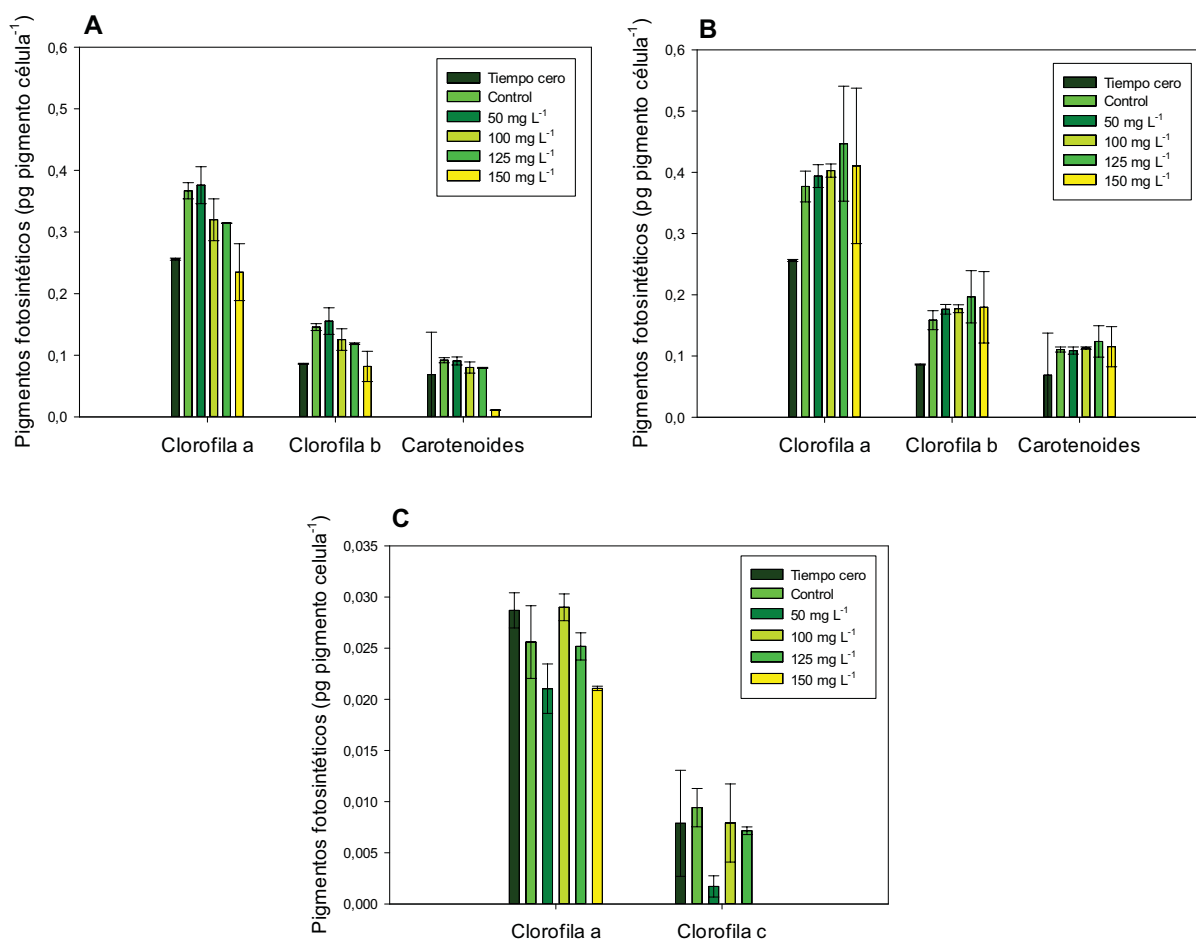 A
Pigmentos fotosintéticos (pg pigmento célula⁻¹)
0,6
0,5
0,4
0,3
0,2
0,1
0,0
Tiempo cero
Control
50 mg L⁻¹
100 mg L⁻¹
125 mg L⁻¹
150 mg L⁻¹
Clorofila a Clorofila b Carotenoides
B
Pigmentos fotosintéticos (pg pigmento célula⁻¹)
0,6
0,5
0,4
0,3
0,2
0,1
0,0
Tiempo cero
Control
50 mg L⁻¹
100 mg L⁻¹
125 mg L⁻¹
150 mg L⁻¹
Clorofila a Clorofila b Carotenoides
C
Pigmentos fotosintéticos (pg pigmento celula⁻¹)
0,035
0,030
0,025
0,020
0,015
0,010
0,005
0,000
Tiempo cero
Control
50 mg L⁻¹
100 mg L⁻¹
125 mg L⁻¹
150 mg L⁻¹
Clorofila a Clorofila c